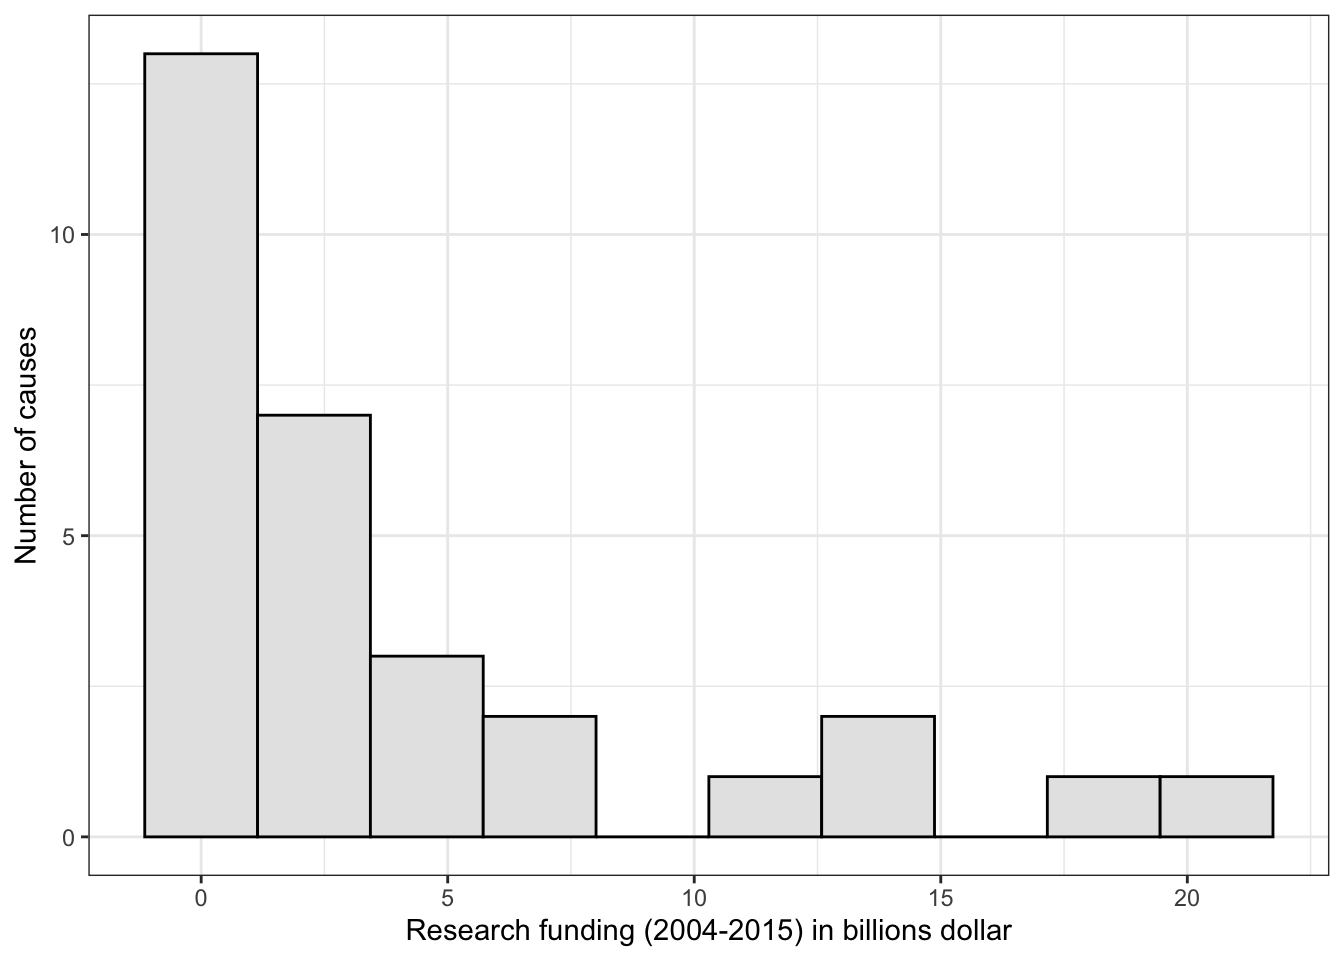 10
5
0
Number of causes
0 5 10 15 20
Research funding (2004-2015) in billions dollar